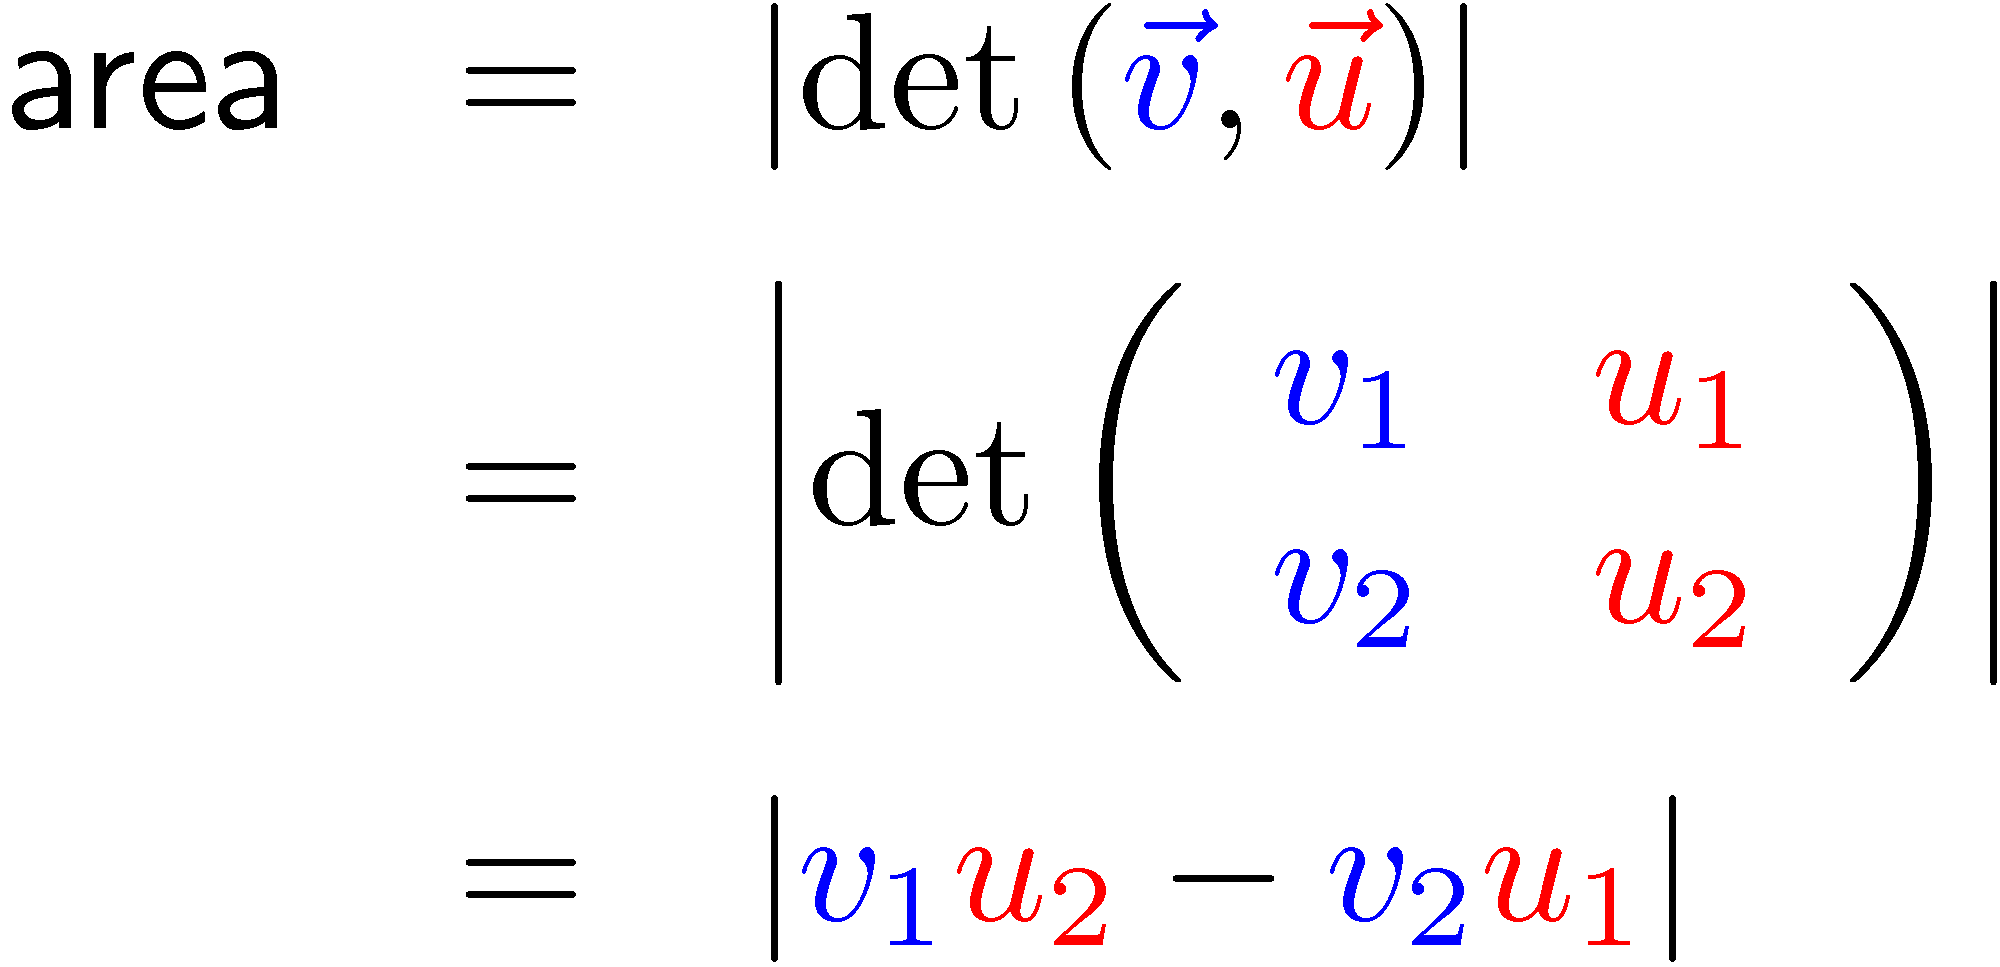 area = |det (v⃗, u⃗)|
= |det ( v₁ u₁
v₂ u₂ )|
= |v₁u₂ − v₂u₁|